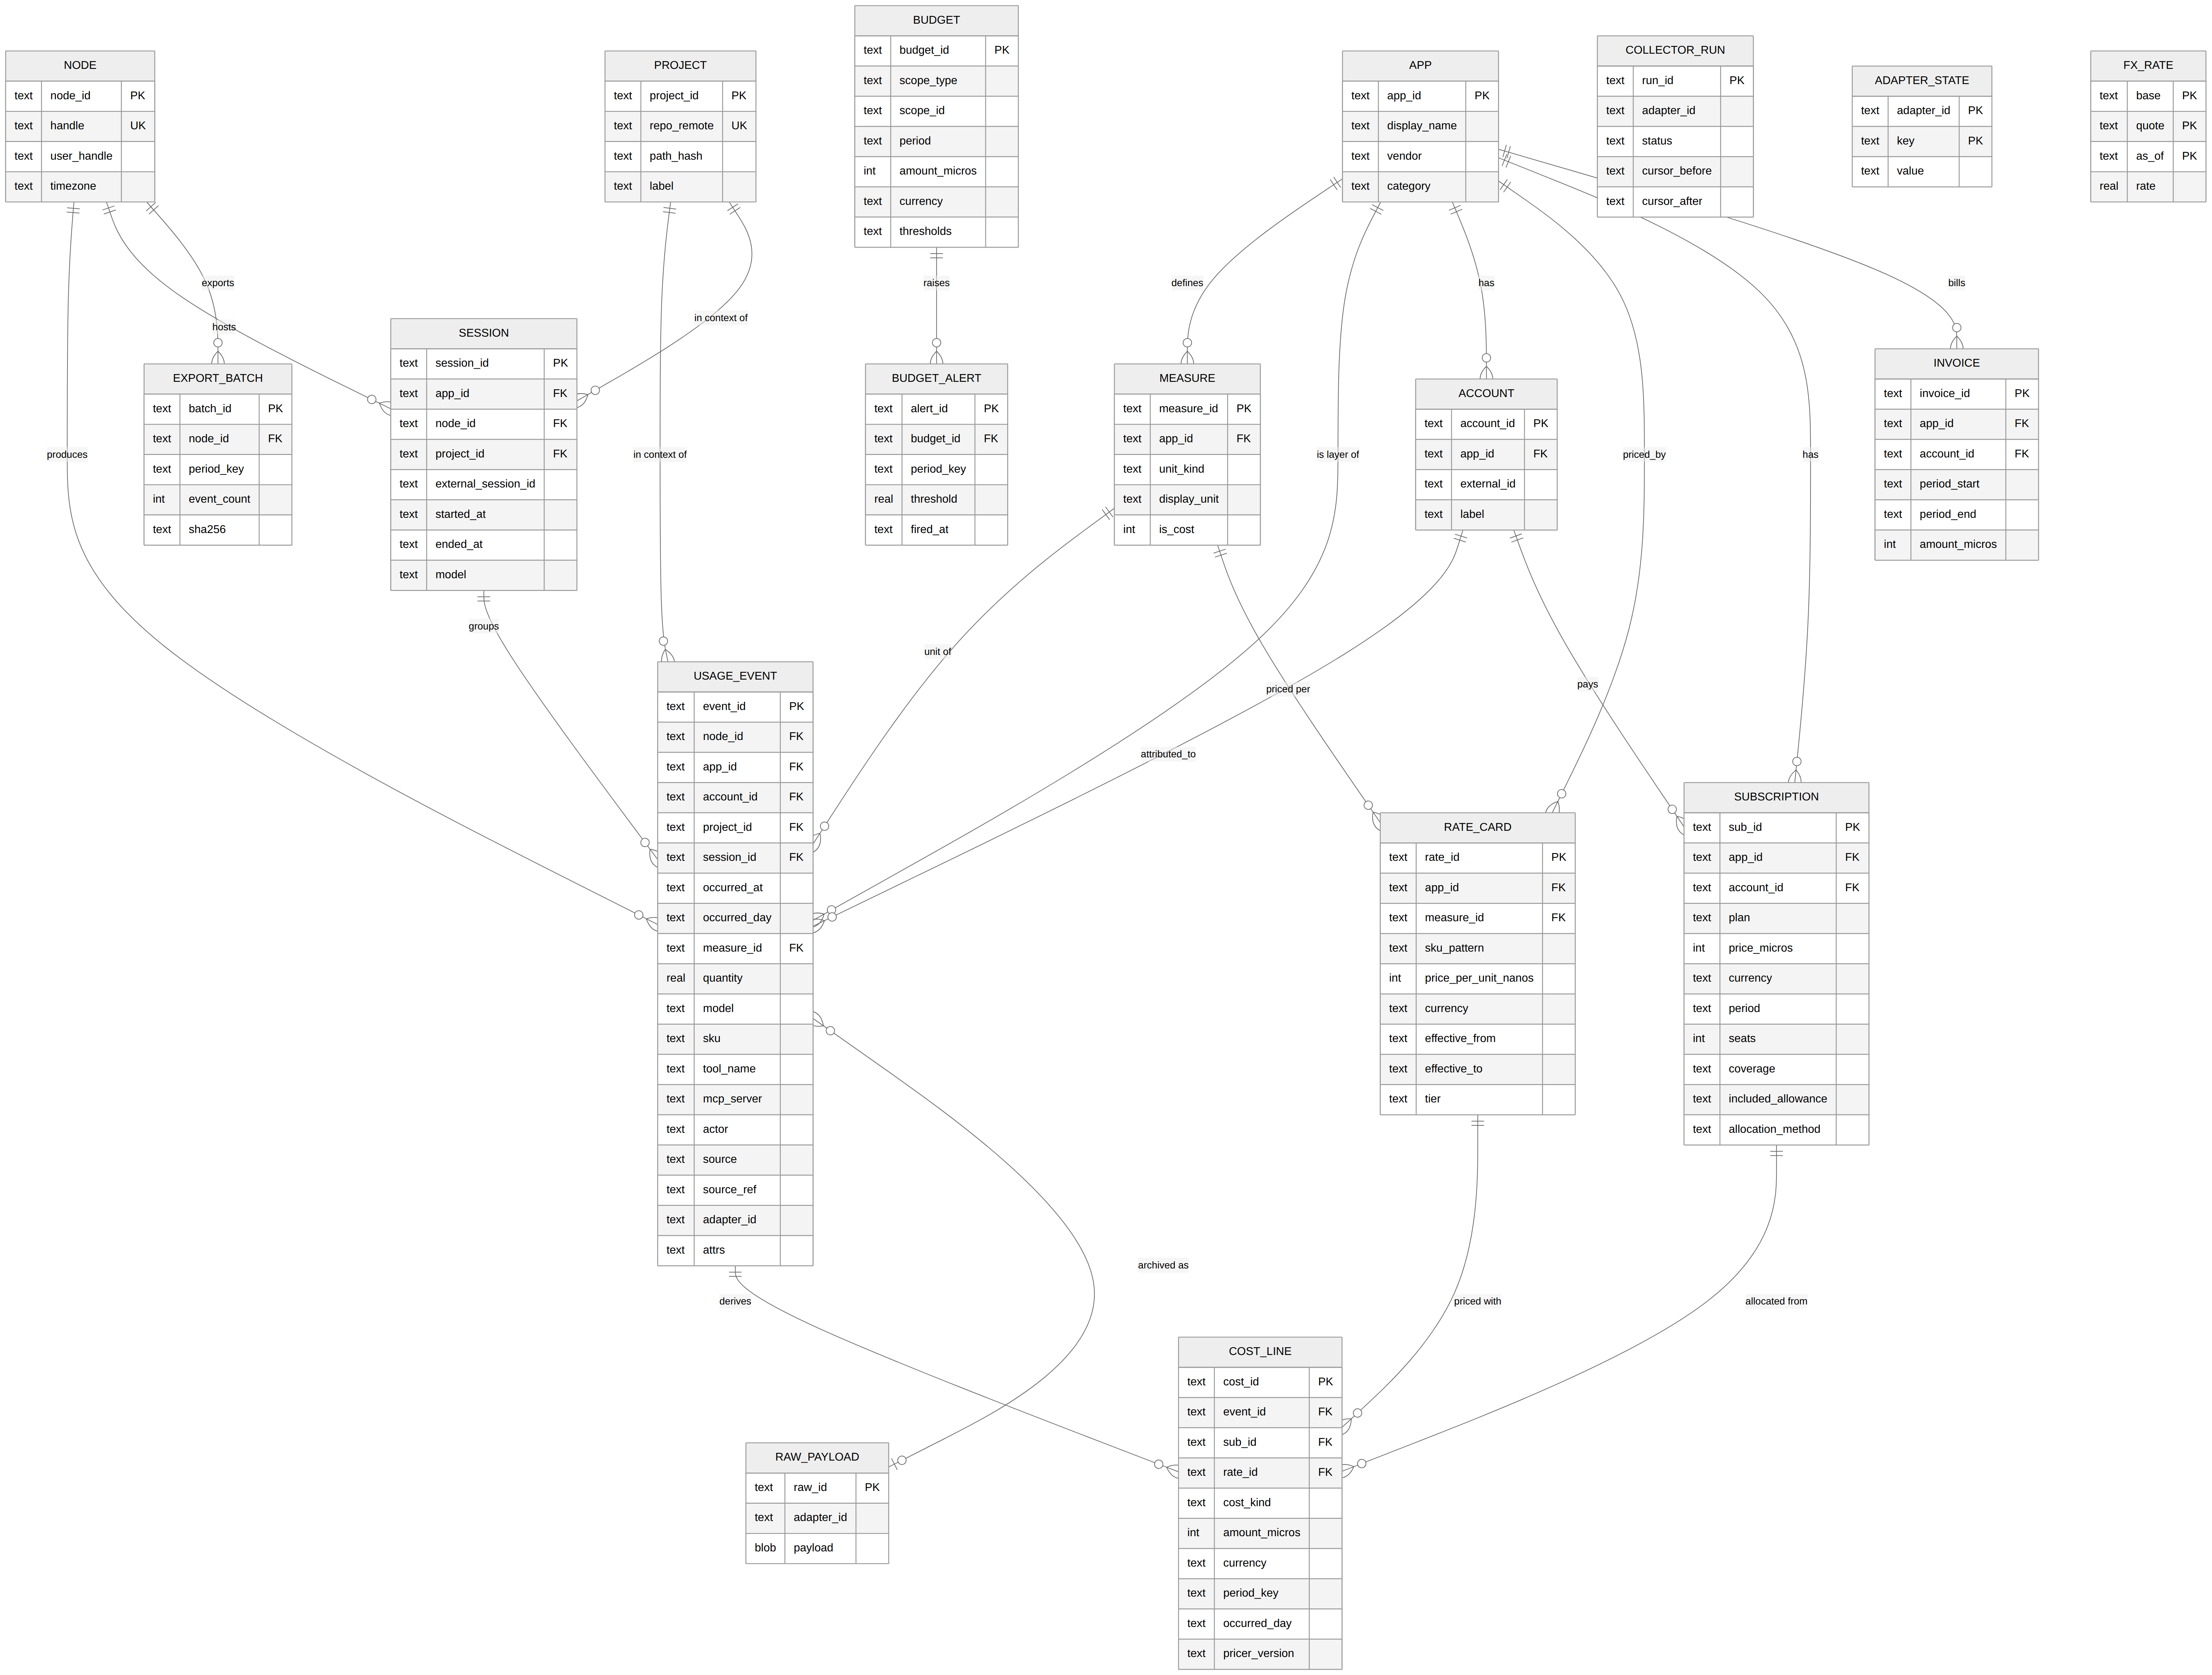 BUDGET
text budget_id PK
text scope_type
text scope_id
text period
int amount_micros
text currency
text thresholds
NODE
text node_id PK
text handle UK
text user_handle
text timezone
PROJECT
text project_id PK
text repo_remote UK
text path_hash
text label
APP
text app_id PK
text display_name
text vendor
text category
COLLECTOR_RUN
text run_id PK
text adapter_id
text status
text cursor_before
text cursor_after
ADAPTER_STATE
text adapter_id PK
text key PK
text value
FX_RATE
text base PK
text quote PK
text as_of PK
real rate
exports
hosts
in context of
raises
defines
has
bills
SESSION
text session_id PK
text app_id FK
text node_id FK
text project_id FK
text external_session_id
text started_at
text ended_at
text model
EXPORT_BATCH
text batch_id PK
text node_id FK
text period_key
int event_count
text sha256
BUDGET_ALERT
text alert_id PK
text budget_id FK
text period_key
real threshold
text fired_at
MEASURE
text measure_id PK
text app_id FK
text unit_kind
text display_unit
int is_cost
ACCOUNT
text account_id PK
text app_id FK
text external_id
text label
INVOICE
text invoice_id PK
text app_id FK
text account_id FK
text period_start
text period_end
int amount_micros
produces
in context of
is layer of
priced_by
has
groups
unit of
priced per
pays
attributed_to
USAGE_EVENT
text event_id PK
text node_id FK
text app_id FK
text account_id FK
text project_id FK
text session_id FK
text occurred_at
text occurred_day
text measure_id FK
real quantity
text model
text sku
text tool_name
text mcp_server
text actor
text source
text source_ref
text adapter_id
text attrs
RATE_CARD
text rate_id PK
text app_id FK
text measure_id FK
text sku_pattern
int price_per_unit_nanos
text currency
text effective_from
text effective_to
text tier
SUBSCRIPTION
text sub_id PK
text app_id FK
text account_id FK
text plan
int price_micros
text currency
text period
int seats
text coverage
text included_allowance
text allocation_method
archived as
derives
priced with
allocated from
COST_LINE
text cost_id PK
text event_id FK
text sub_id FK
text rate_id FK
text cost_kind
int amount_micros
text currency
text period_key
text occurred_day
text pricer_version
RAW_PAYLOAD
text raw_id PK
text adapter_id
blob payload